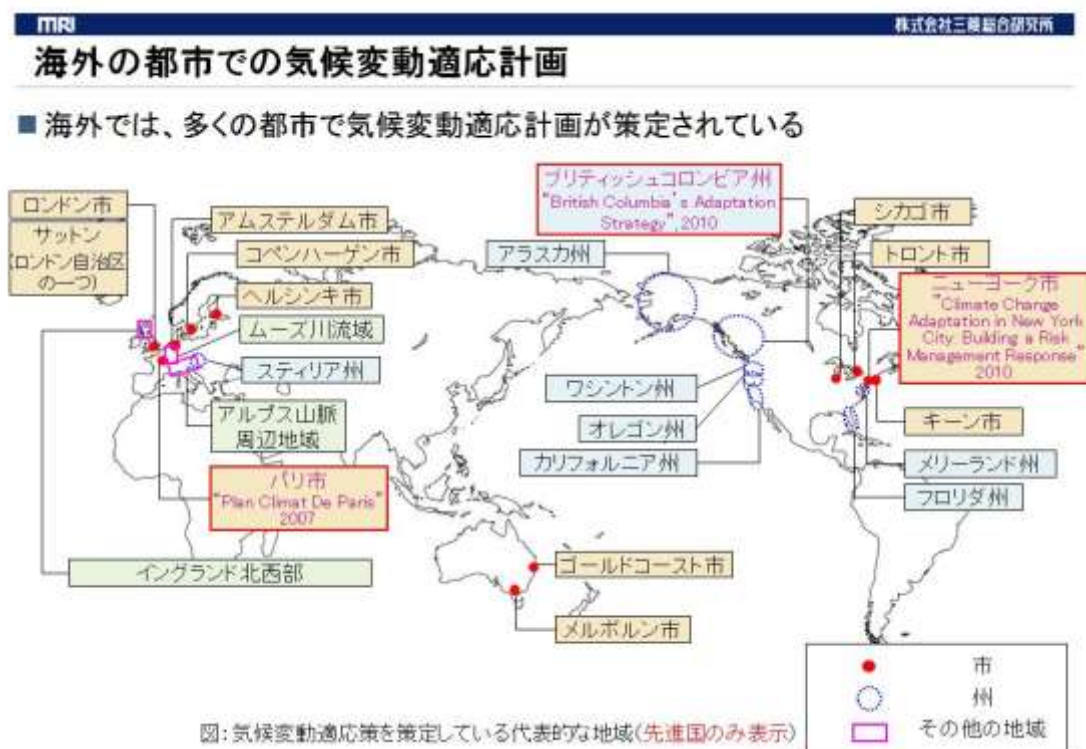 MRI
株式会社三菱総合研究所
海外の都市での気候変動適応計画
■ 海外では、多くの都市で気候変動適応計画が策定されている
ロンドン市
サットン
(ロンドン自治区
の一つ)
アムステルダム市
コペンハーゲン市
ヘルシンキ市
ムーズ川流域
スティリア州
アルプス山脈
周辺地域
パリ市
"Plan Climat De Paris"
2007
イングランド北西部
ブリティッシュコロンビア州
"British Columbia's Adaptation
Strategy", 2010
アラスカ州
ワシントン州
オレゴン州
カリフォルニア州
シカゴ市
トロント市
ニューヨーク市
"Climate Change
Adaptation in New York
City: Building a Risk
Management Response"
2010
キーン市
メリーランド州
フロリダ州
ゴールドコースト市
メルボルン市
市
州
その他の地域
図:気候変動適応策を策定している代表的な地域(先進国のみ表示)